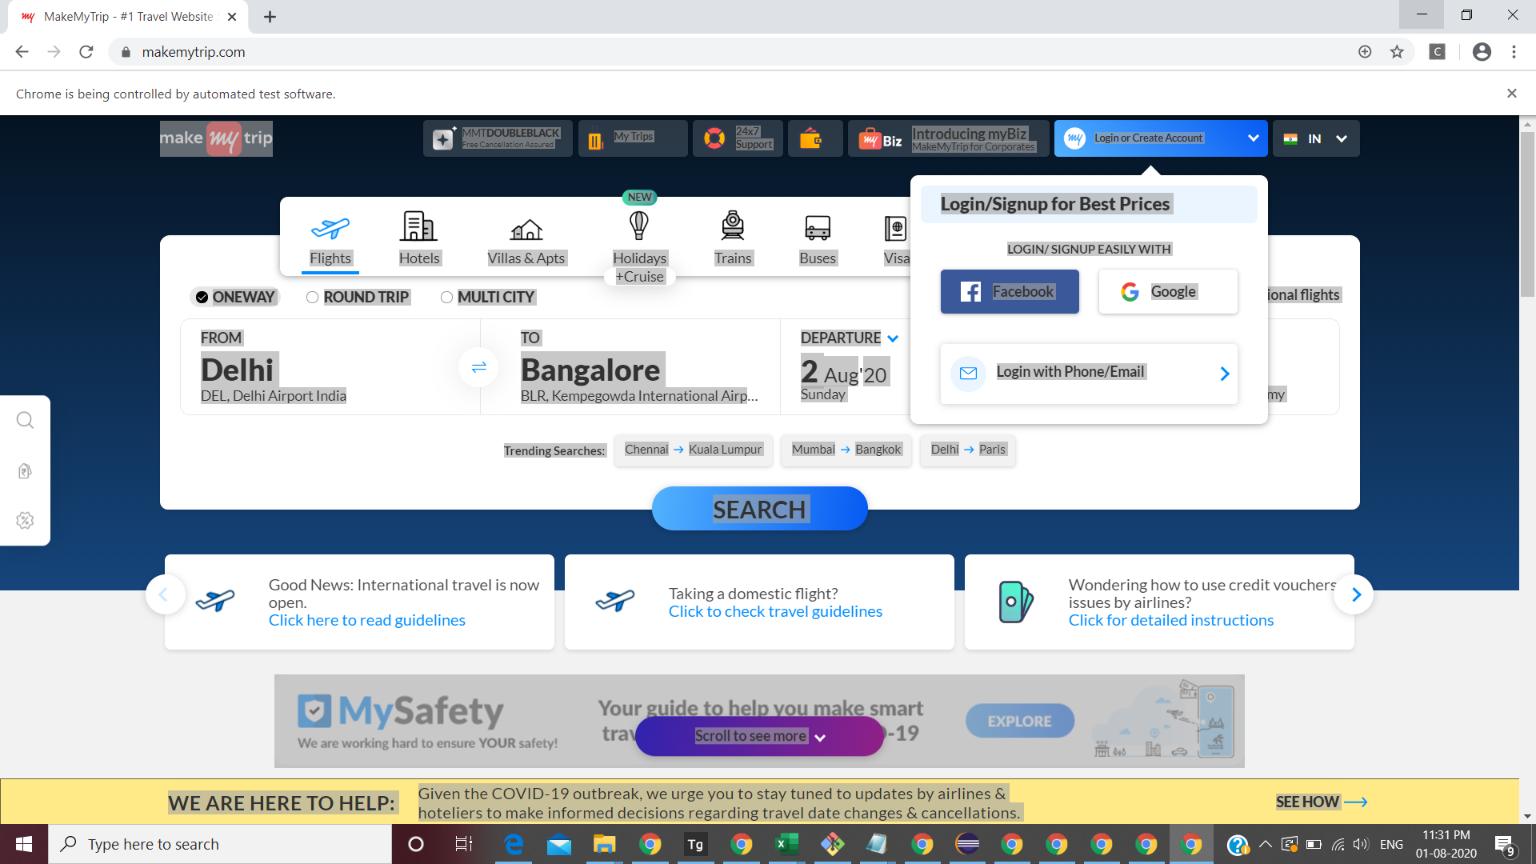 MakeMyTrip - #1 Travel Website
makemytrip.com
Chrome is being controlled by automated test software.
make my trip
MMTDOUBLEBLACK
Free Cancellation Assured
My Trips
24x7
Support
my Biz
Introducing myBiz
MakeMyTrip for Corporates
my
Login or Create Account
IN
NEW
Flights
Hotels
Villas & Apts
Holidays
+Cruise
Trains
Buses
Visa
Login/Signup for Best Prices
LOGIN/ SIGNUP EASILY WITH
Facebook
Google
Login with Phone/Email
ONEWAY
ROUND TRIP
MULTI CITY
ional flights
FROM
Delhi
DEL, Delhi Airport India
TO
Bangalore
BLR, Kempegowda International Airp...
DEPARTURE
2 Aug'20
Sunday
my
Trending Searches:
Chennai → Kuala Lumpur
Mumbai → Bangkok
Delhi → Paris
SEARCH
Good News: International travel is now
open.
Click here to read guidelines
Taking a domestic flight?
Click to check travel guidelines
Wondering how to use credit vouchers
issues by airlines?
Click for detailed instructions
MySafety
We are working hard to ensure YOUR safety!
Your guide to help you make smart
trav
-19
EXPLORE
Scroll to see more
WE ARE HERE TO HELP:
Given the COVID-19 outbreak, we urge you to stay tuned to updates by airlines &
hoteliers to make informed decisions regarding travel date changes & cancellations.
SEE HOW
Type here to search
Tg
ENG
11:31 PM
01-08-2020
9